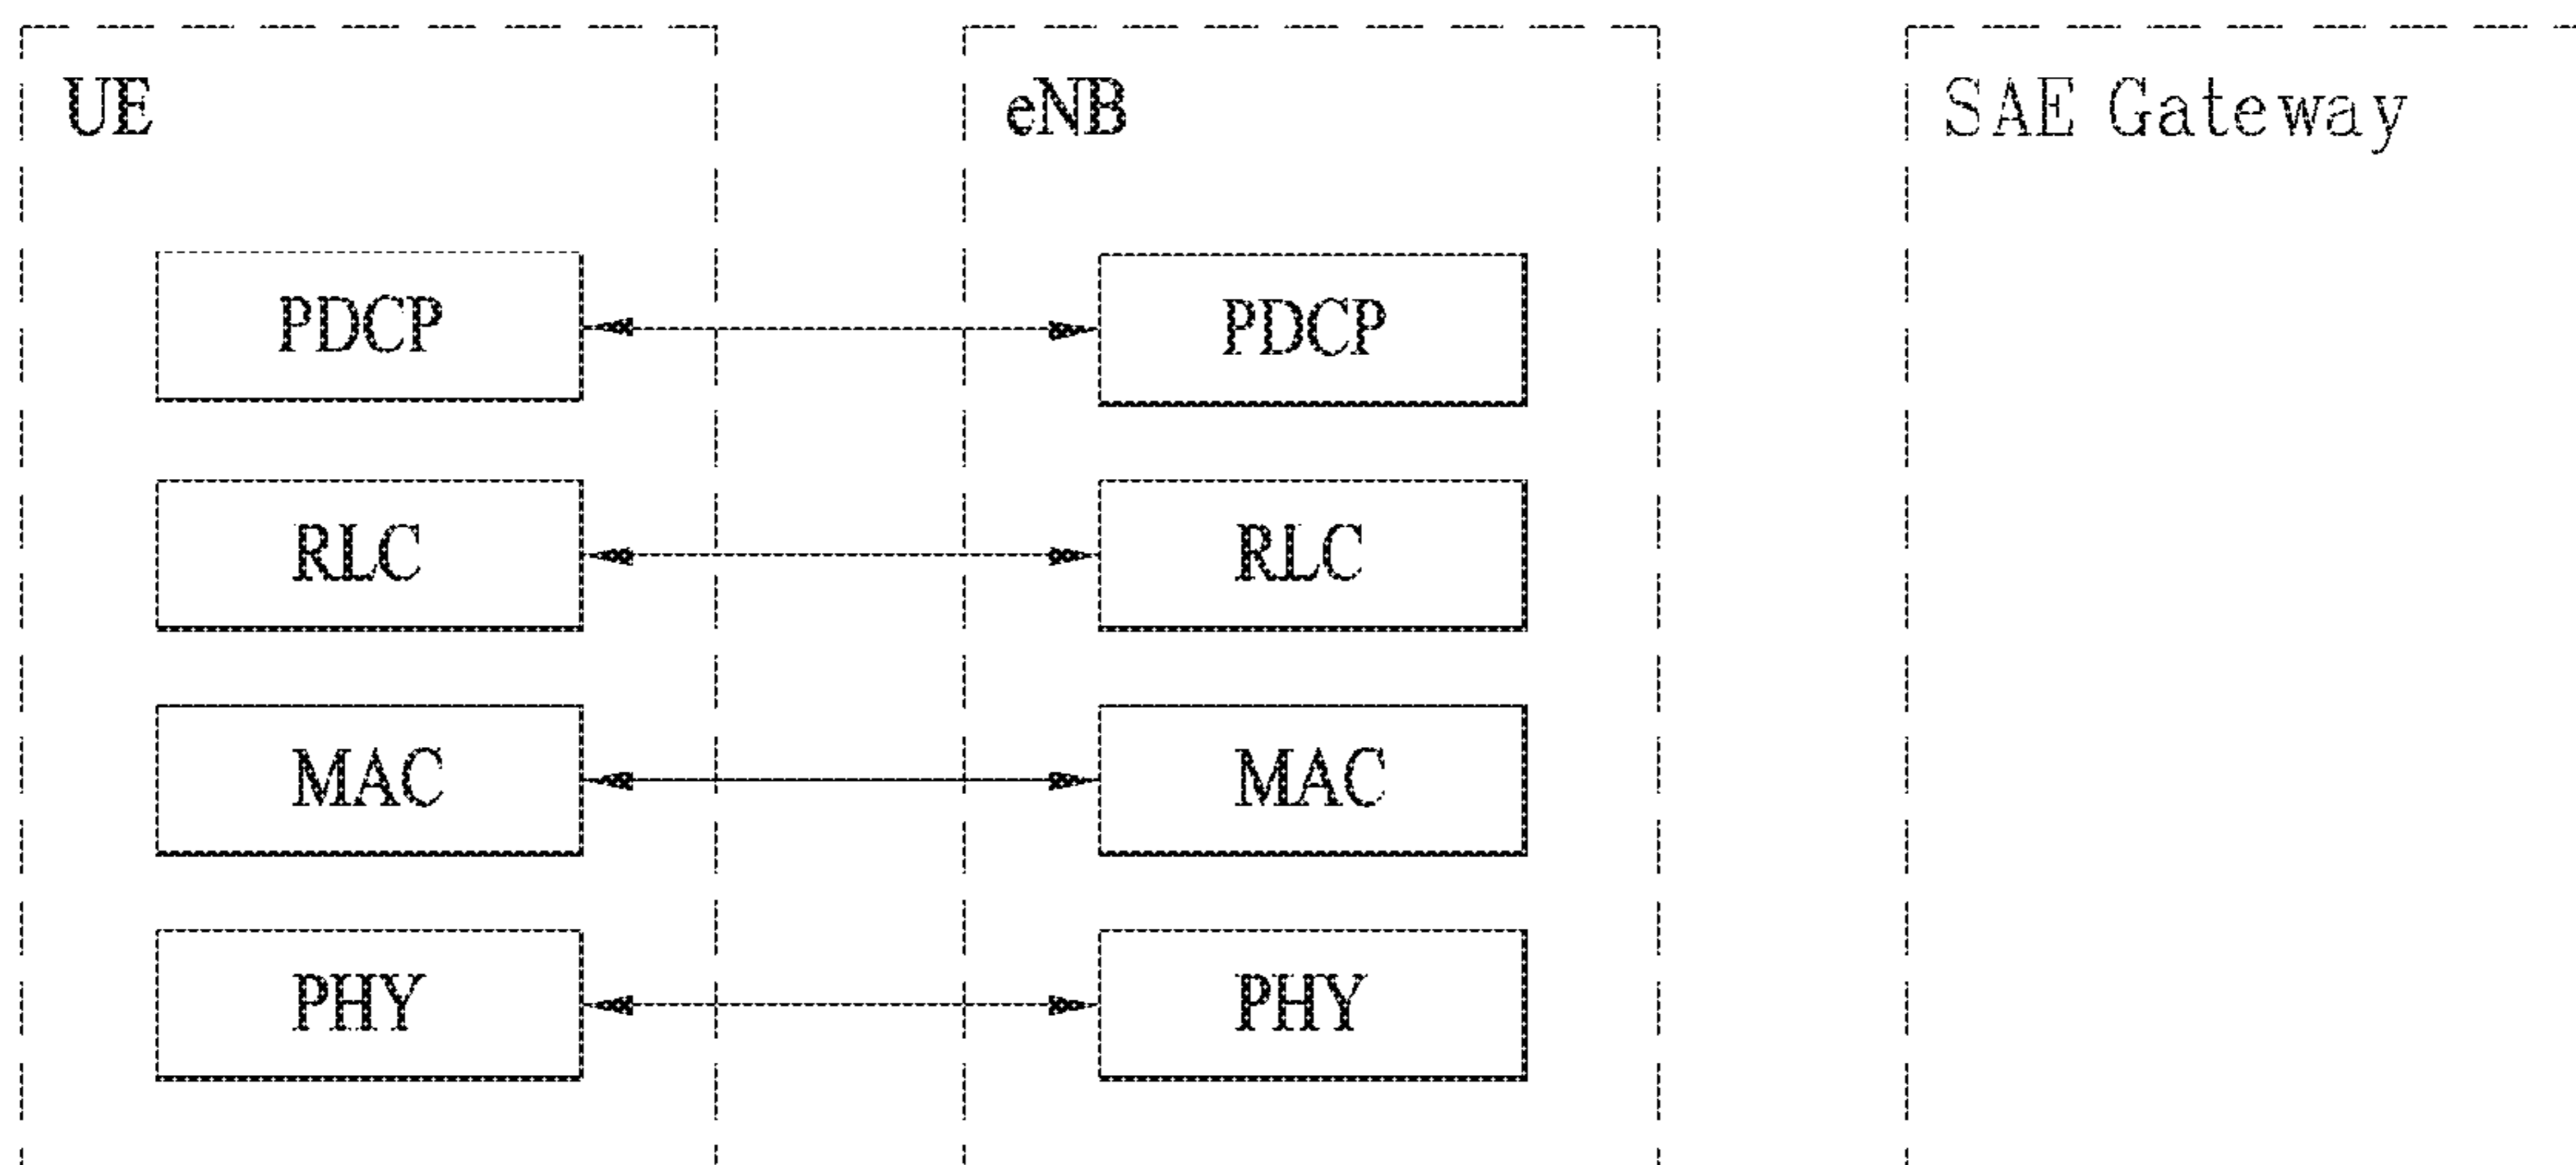 UE eNB SAE Gateway
PDCP PDCP
RLC RLC
MAC MAC
PHY PHY